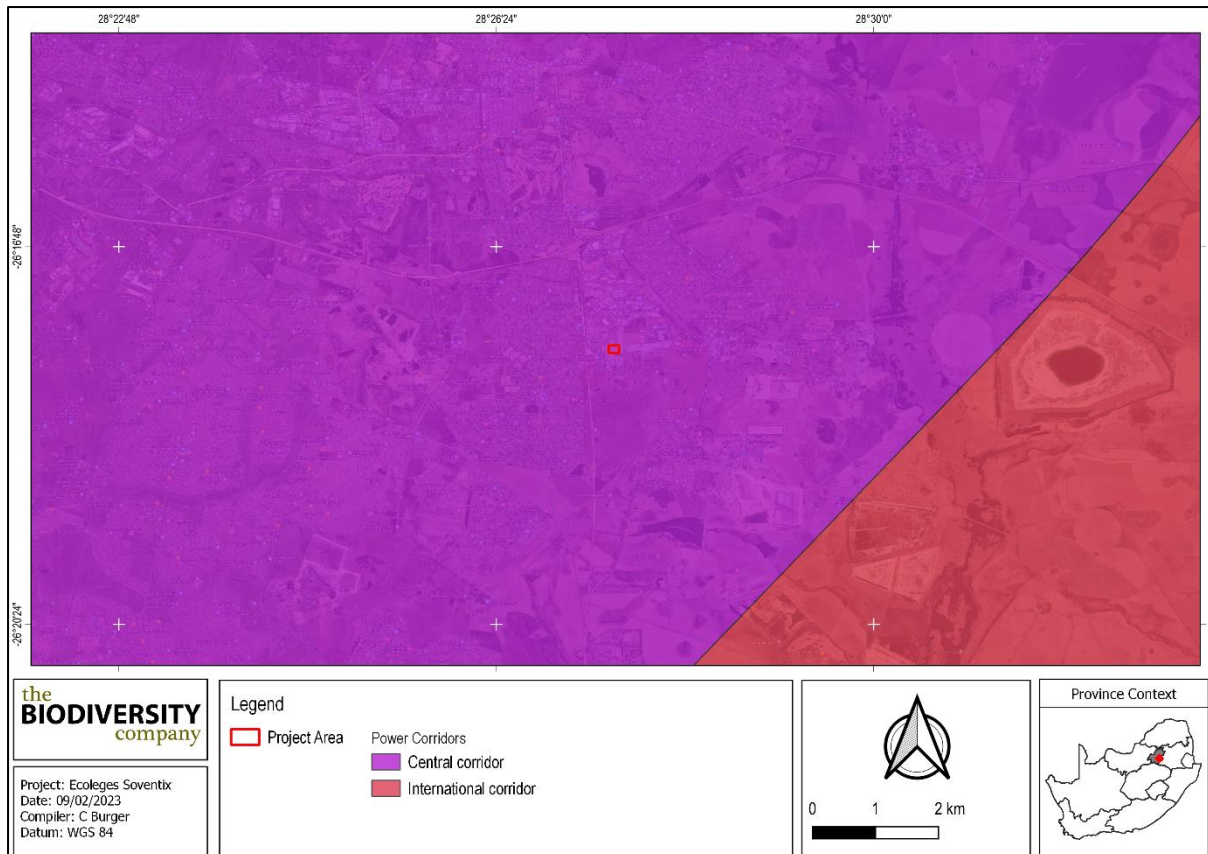 28°22'48"
28°26'24"
28°30'0"
-26°16'48"
-26°20'24"
the
BIODIVERSITY
company
Project: Ecoleges Soventix
Date: 09/02/2023
Compiler: C Burger
Datum: WGS 84
Legend
Project Area
Power Corridors
Central corridor
International corridor
0 1 2 km
Province Context